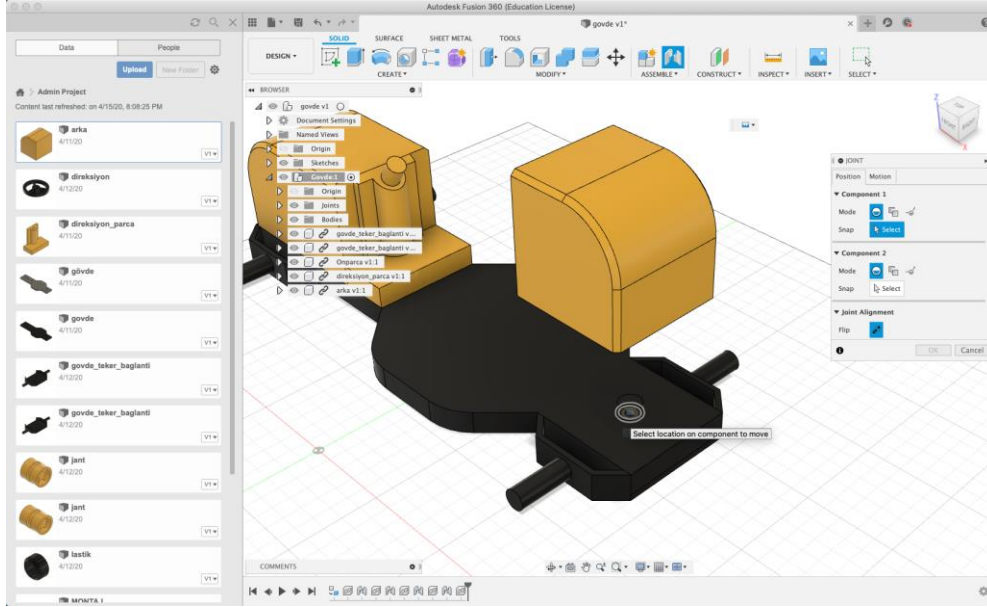 Autodesk Fusion 360 (Education License)
govde v1*
Data
People
Upload
New Folder
Admin Project
Content last refreshed: on 4/15/20, 8:08:25 PM
arka
4/11/20
V1
direksiyon
4/12/20
V1
direksiyon_parca
4/11/20
V1
gövde
4/11/20
V1
govde
4/11/20
V1
govde_teker_baglanti
4/12/20
V1
govde_teker_baglanti
4/12/20
V1
jant
4/12/20
V1
jant
4/12/20
V1
lastik
4/12/20
V1
DESIGN
SOLID
SURFACE
SHEET METAL
TOOLS
CREATE
MODIFY
ASSEMBLE
CONSTRUCT
INSPECT
INSERT
SELECT
BROWSER
govde v1
Document Settings
Named Views
Origin
Sketches
Govde:1
Origin
Joints
Bodies
govde_teker_baglanti v...
govde_teker_baglanti v...
Onparca v1:1
direksiyon_parca v1:1
arka v1:1
Select location on component to move
Z
TOP
FRONT
RIGHT
X
JOINT
Position
Motion
Component 1
Mode
Snap
Select
Component 2
Mode
Snap
Select
Joint Alignment
Flip
OK
Cancel
COMMENTS